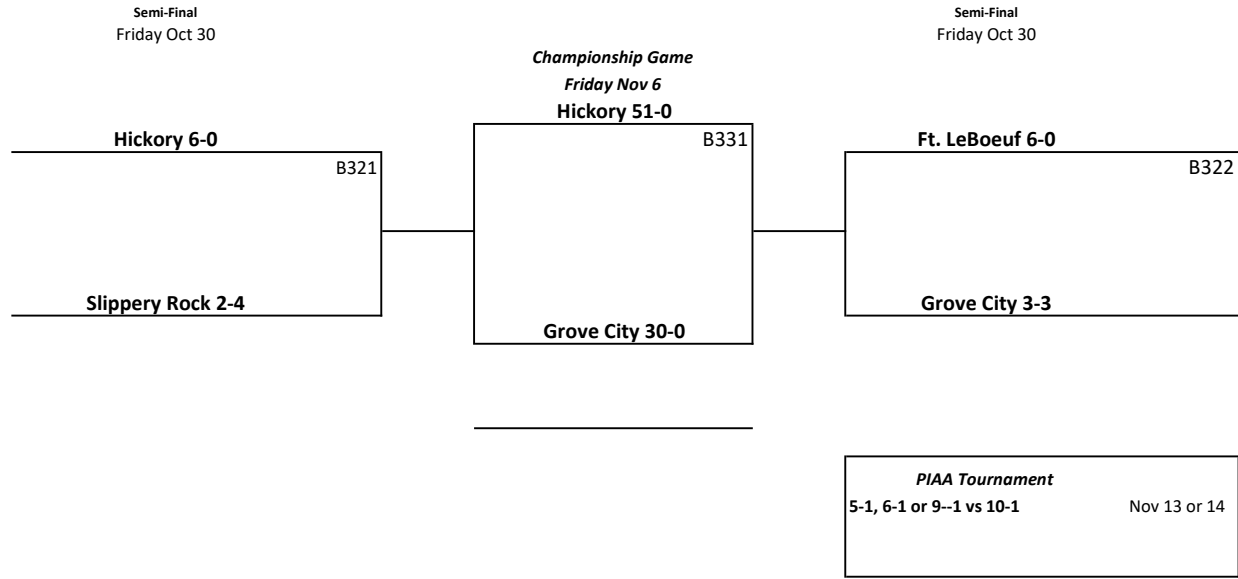 Semi-Final
Friday Oct 30
Semi-Final
Friday Oct 30
Championship Game
Friday Nov 6
Hickory 51-0
B331
Hickory 6-0
B321
Ft. LeBoeuf 6-0
B322
Slippery Rock 2-4
Grove City 3-3
Grove City 30-0
PIAA Tournament
5-1, 6-1 or 9--1 vs 10-1
Nov 13 or 14